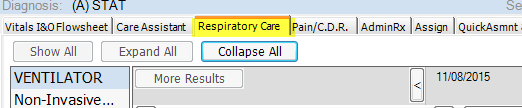 Diagnosis: (A) STAT Se
Vitals I&O Flowsheet Care Assistant Respiratory Care Pain/C.D.R. AdminRx Assign QuickAsmnt
Show All Expand All Collapse All
VENTILATOR More Results < 11/08/2015
Non-Invasive...